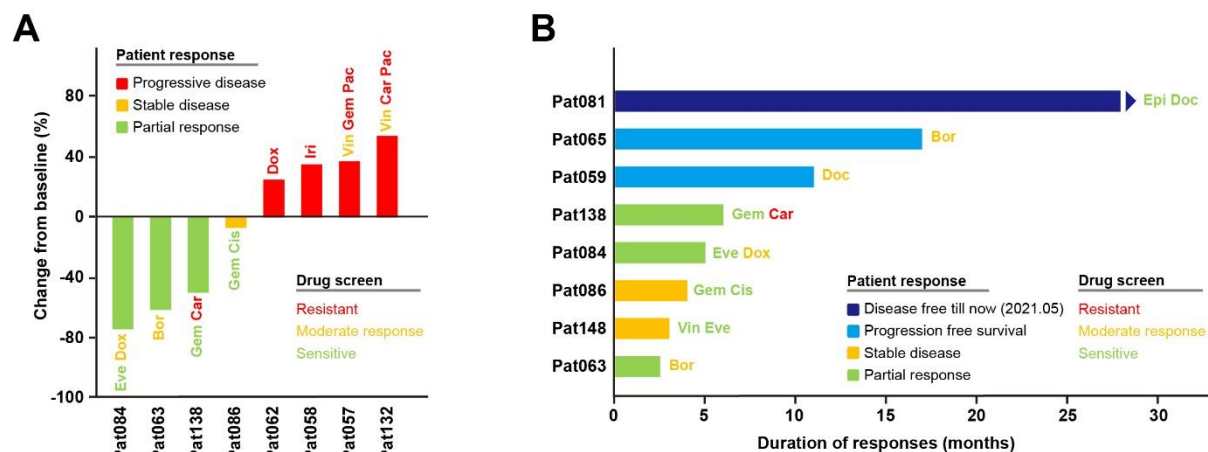 A
Change from baseline (%)
80
40
0
-40
-80
-100
Patient response
Progressive disease
Stable disease
Partial response
Eve Dox
Bor
Gem Car
Gem Cis
Dox
Iri
Vin Gem Pac
Vin Car Pac
Drug screen
Resistant
Moderate response
Sensitive
Pat084
Pat063
Pat138
Pat086
Pat062
Pat058
Pat057
Pat132
B
Pat081
Epi Doc
Pat065
Bor
Pat059
Doc
Pat138
Gem Car
Pat084
Eve Dox
Pat086
Gem Cis
Pat148
Vin Eve
Pat063
Bor
Patient response
Disease free till now (2021.05)
Progression free survival
Stable disease
Partial response
Drug screen
Resistant
Moderate response
Sensitive
0
5
10
15
20
25
30
Duration of responses (months)